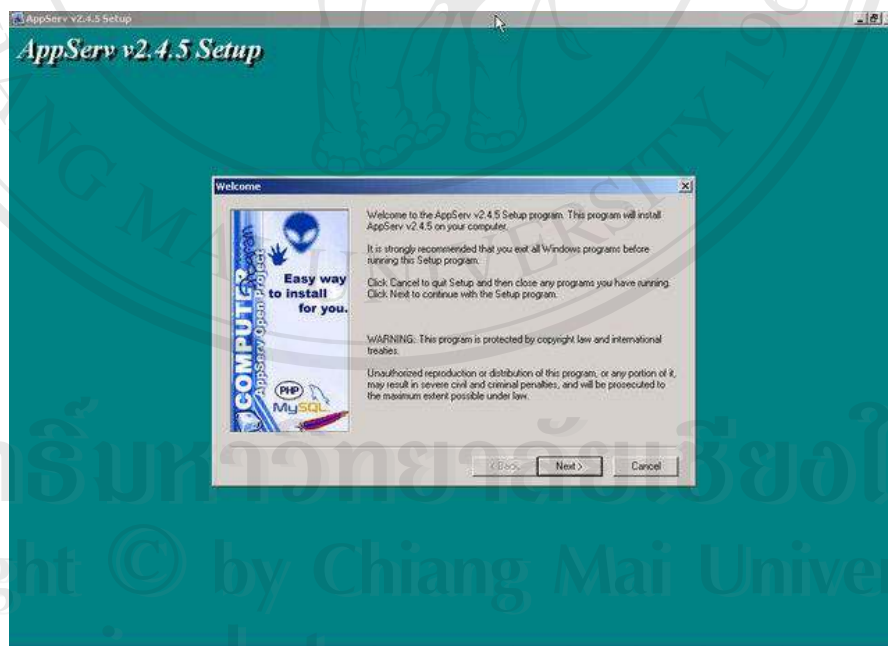 AppServ v2.4.5 Setup
AppServ v2.4.5 Setup
Welcome
Welcome to the AppServ v2.4.5 Setup program. This program will install
AppServ v2.4.5 on your computer.
It is strongly recommended that you exit all Windows programs before
running this Setup program.
Click Cancel to quit Setup and then close any programs you have running.
Click Next to continue with the Setup program.
WARNING: This program is protected by copyright law and international
treaties.
Unauthorized reproduction or distribution of this program, or any portion of it,
may result in severe civil and criminal penalties, and will be prosecuted to
the maximum extent possible under law.
COMPUTER
AppServ Open Project
Easy way
to install
for you.
PHP
MySQL
< Back
Next >
Cancel
MAI UNIVERSITY
ght © by Chiang Mai Univer